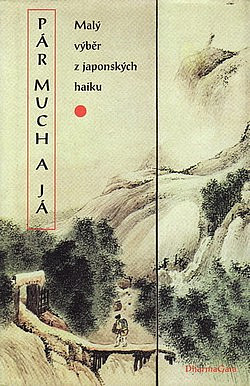 PÁR MUCH A JÁ
Malý
výběr
z japonských
haiku
DharmaGaia